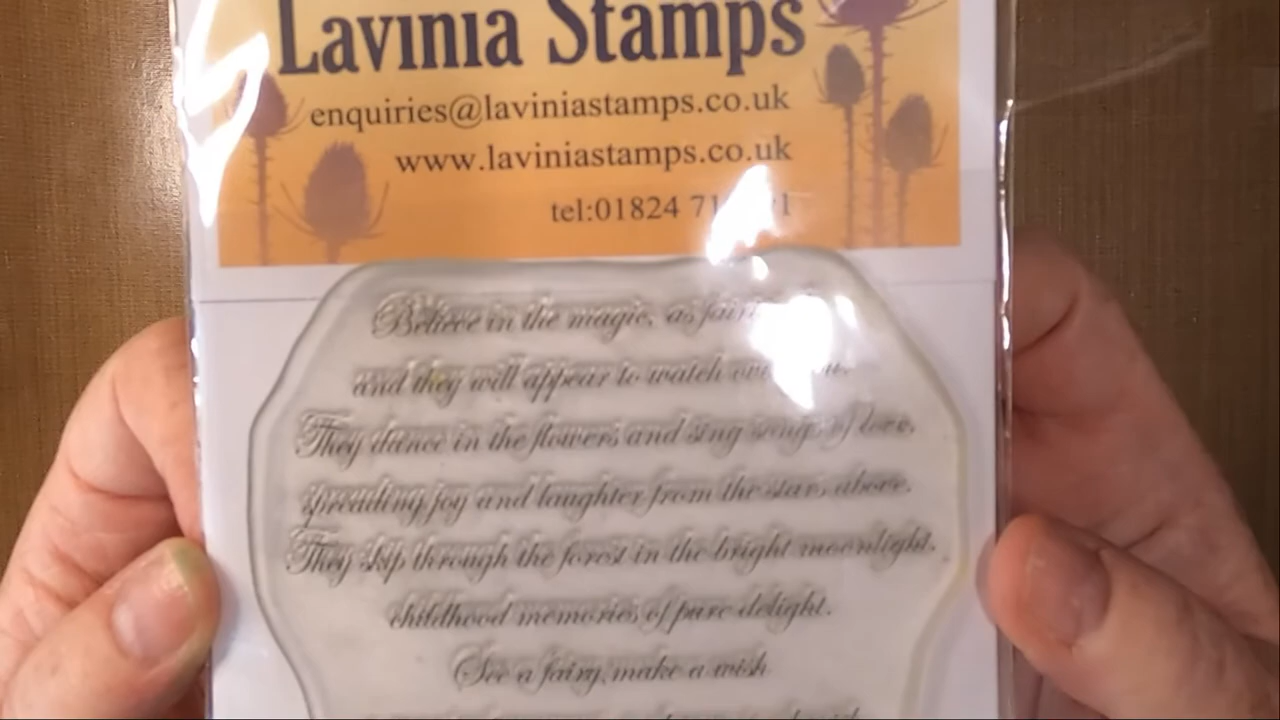 Lavinia Stamps
enquiries@laviniastamps.co.uk
www.laviniastamps.co.uk
tel:01824 71
Believe in the magic, as
and they will appear to watch
They dance in the flowers and sing songs of love,
spreading joy and laughter from the stars above.
They skip through the forest in the bright moonlight,
childhood memories of pure delight.
See a fairy, make a wish